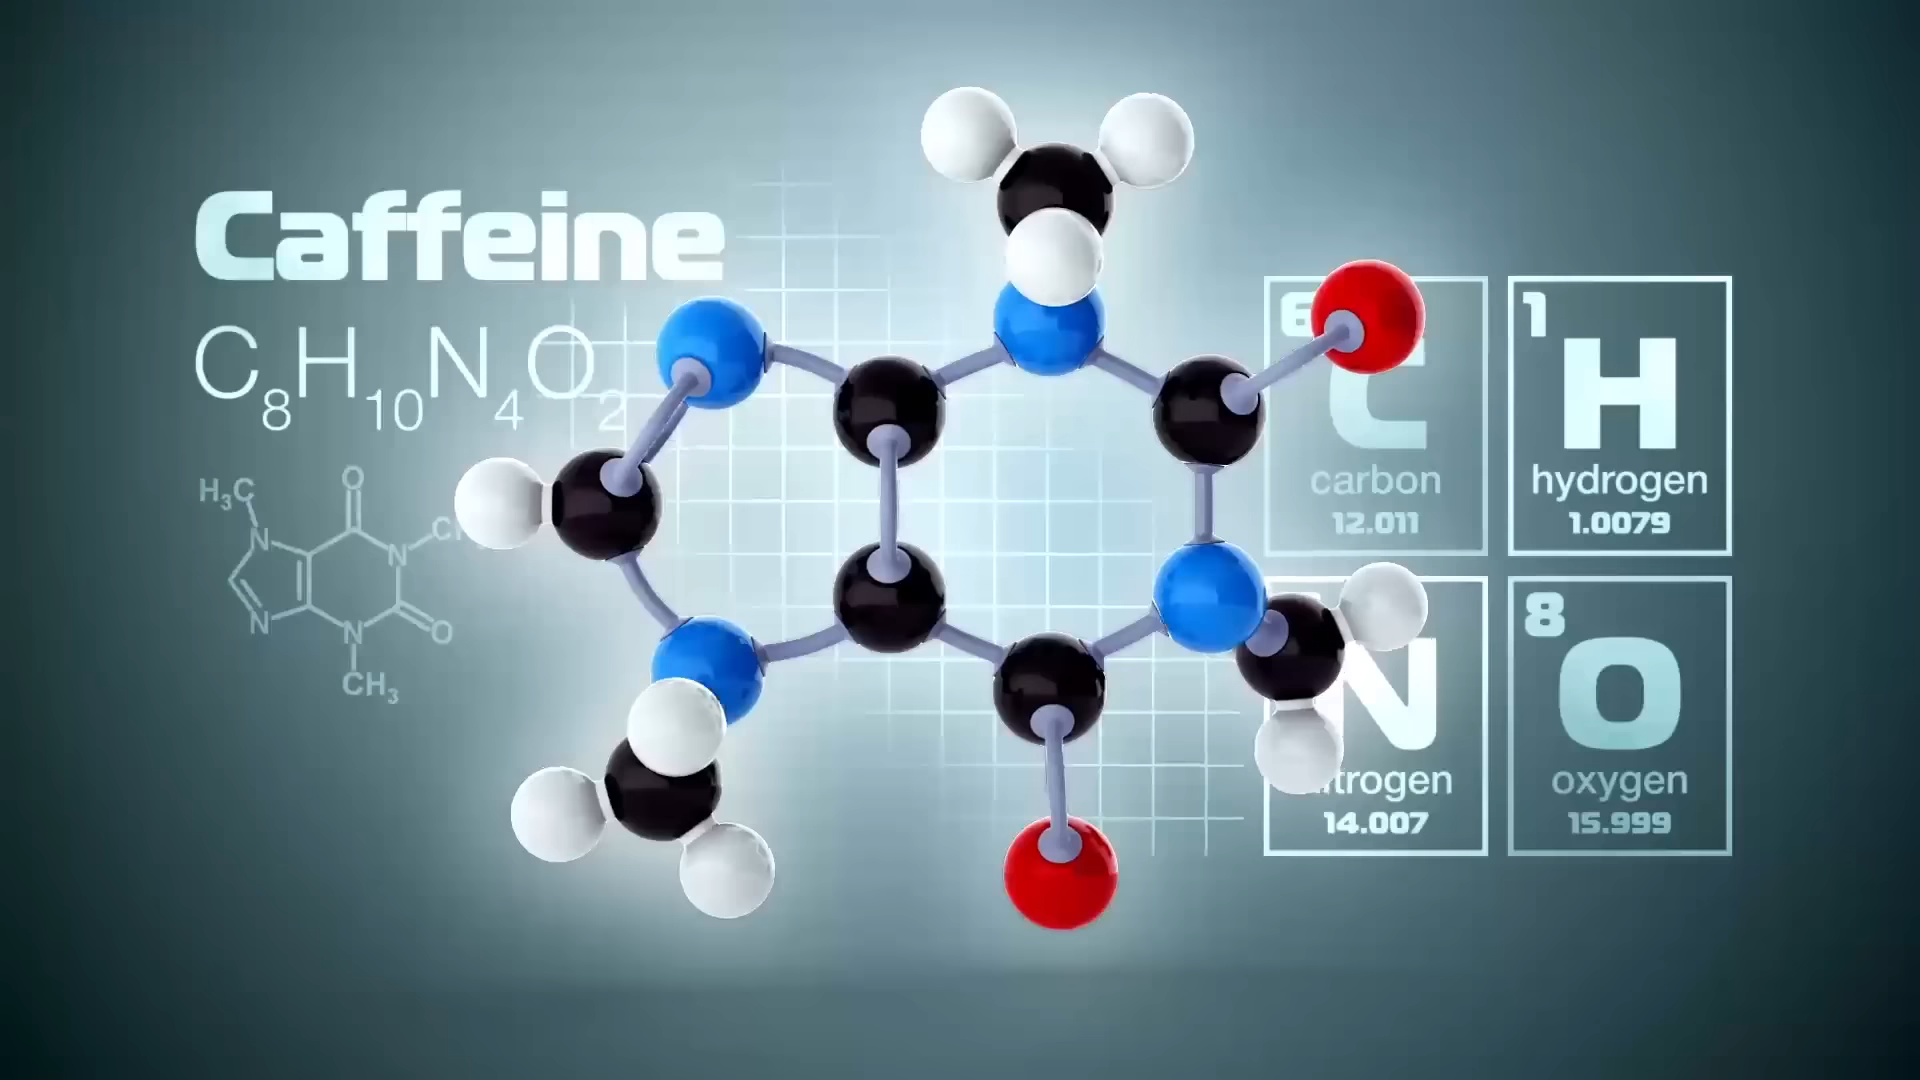 Caffeine
C8H10N4O2
H3C
O
N
N
N
N
O
CH3
6
C
carbon
12.011
1
H
hydrogen
1.0079
N
14.007
8
O
oxygen
15.999